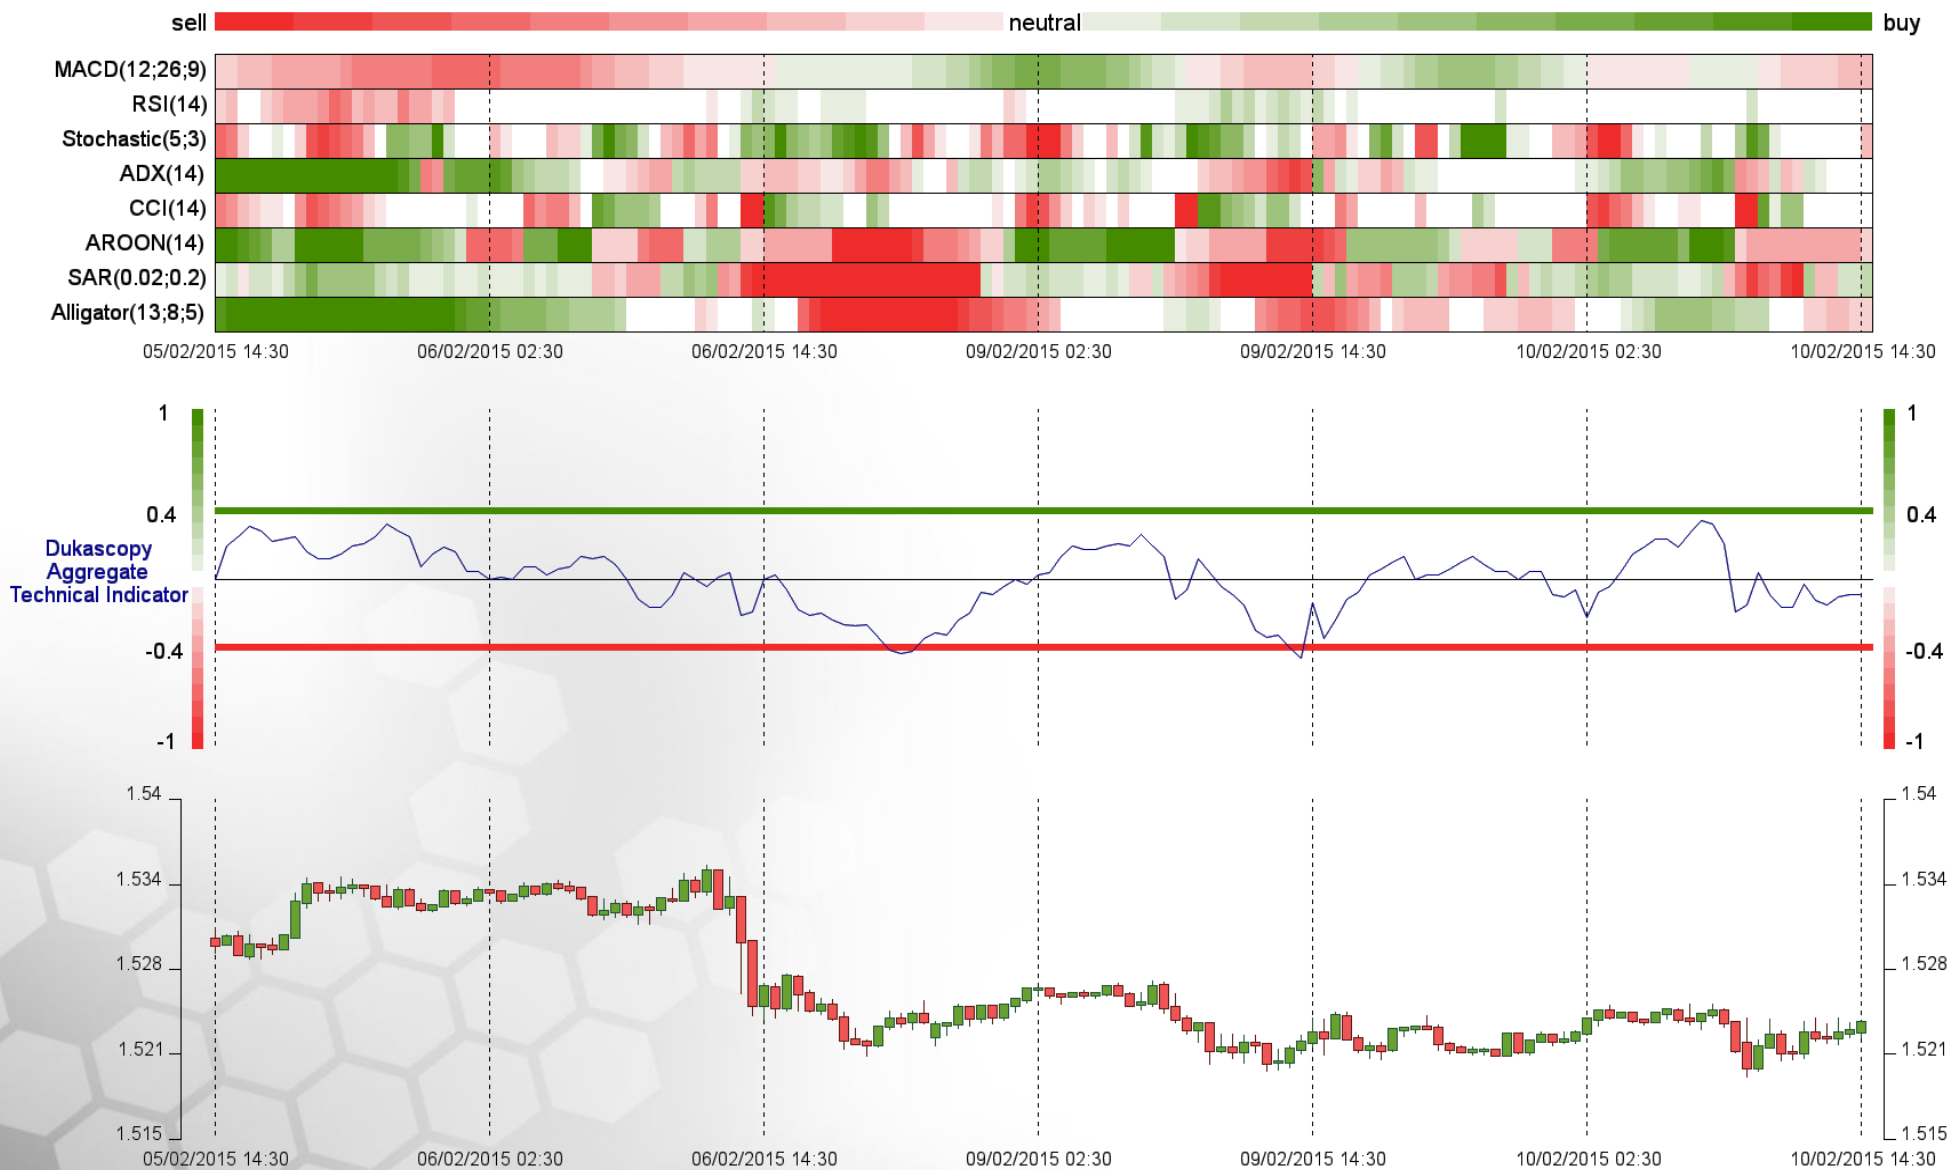 sell neutral buy
MACD(12;26;9)
RSI(14)
Stochastic(5;3)
ADX(14)
CCI(14)
AROON(14)
SAR(0.02;0.2)
Alligator(13;8;5)
05/02/2015 14:30 06/02/2015 02:30 06/02/2015 14:30 09/02/2015 02:30 09/02/2015 14:30 10/02/2015 02:30 10/02/2015 14:30
1 1
0.4 0.4
Dukascopy
Aggregate
Technical Indicator
-0.4 -0.4
-1 -1
1.54 1.54
1.534 1.534
1.528 1.528
1.521 1.521
1.515 1.515
05/02/2015 14:30 06/02/2015 02:30 06/02/2015 14:30 09/02/2015 02:30 09/02/2015 14:30 10/02/2015 02:30 10/02/2015 14:30